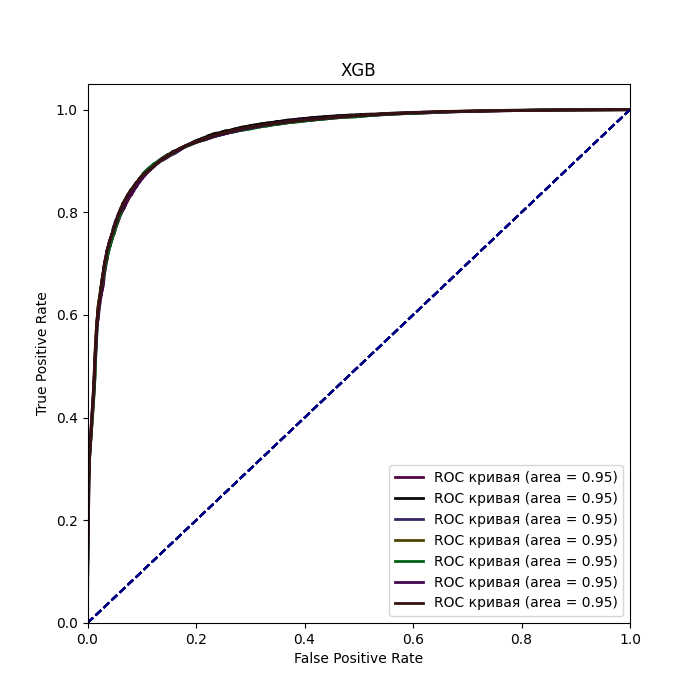 XGB
1.0
0.8
0.6
0.4
0.2
0.0
True Positive Rate
ROC кривая (area = 0.95)
ROC кривая (area = 0.95)
ROC кривая (area = 0.95)
ROC кривая (area = 0.95)
ROC кривая (area = 0.95)
ROC кривая (area = 0.95)
ROC кривая (area = 0.95)
0.0 0.2 0.4 0.6 0.8 1.0
False Positive Rate